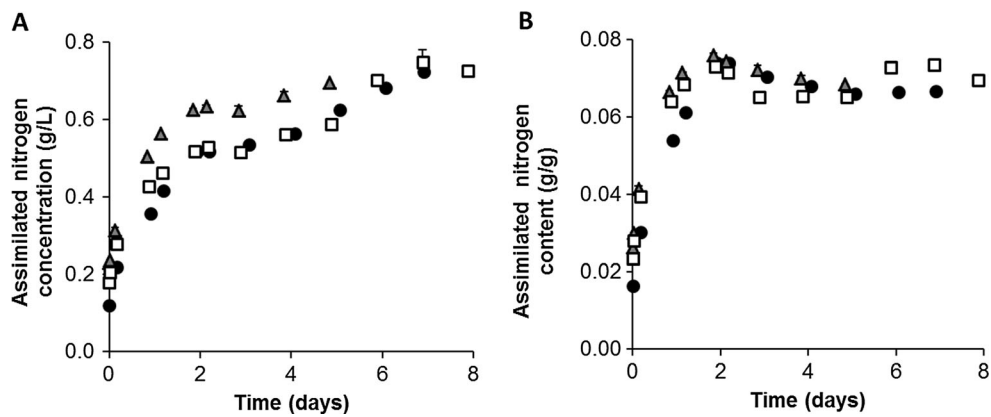 A
Assimilated nitrogen
concentration (g/L)
0.8
0.6
0.4
0.2
0.0
0 2 4 6 8
Time (days)
B
Assimilated nitrogen
content (g/g)
0.08
0.06
0.04
0.02
0.00
0 2 4 6 8
Time (days)